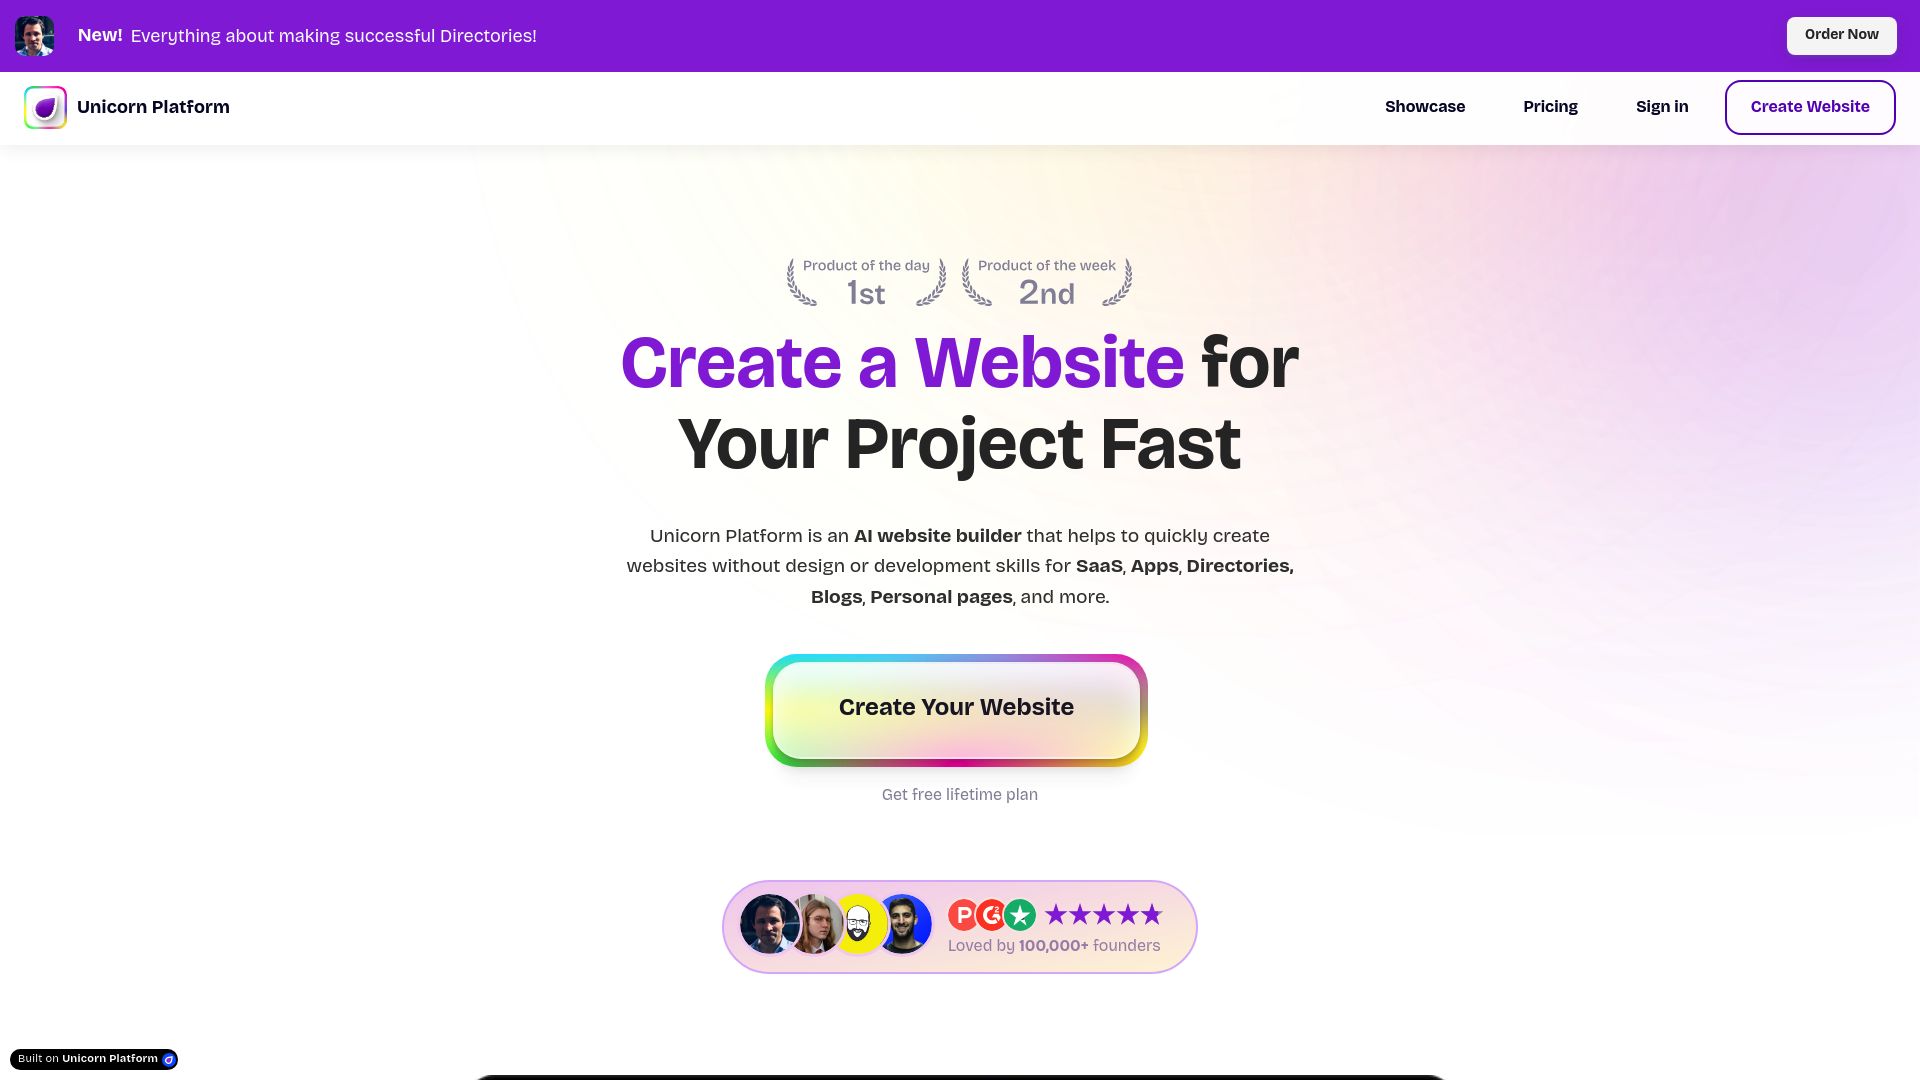 New! Everything about making successful Directories!
Order Now
Unicorn Platform
Showcase
Pricing
Sign in
Create Website
Product of the day
1st
Product of the week
2nd
Create a Website for
Your Project Fast
Unicorn Platform is an AI website builder that helps to quickly create
websites without design or development skills for SaaS, Apps, Directories,
Blogs, Personal pages, and more.
Create Your Website
Get free lifetime plan
P G2
Loved by 100,000+ founders
Built on Unicorn Platform